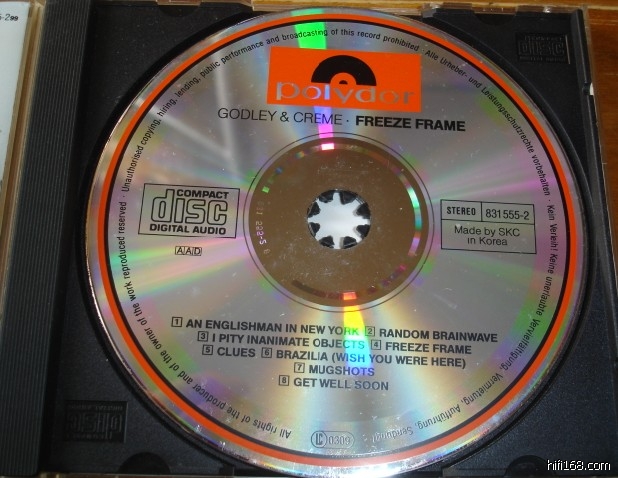 polydor
GODLEY & CREME · FREEZE FRAME
COMPACT
disc
DIGITAL AUDIO
AAD
STEREO 831 555-2
Made by SKC
in Korea
1 AN ENGLISHMAN IN NEW YORK 2 RANDOM BRAINWAVE
3 I PITY INANIMATE OBJECTS 4 FREEZE FRAME
5 CLUES 6 BRAZILIA (WISH YOU WERE HERE)
7 MUGSHOTS
8 GET WELL SOON
LC 0309
All rights of the producer and of the owner of the work reproduced reserved · Unauthorised copying, hiring, lending, public performance and broadcasting of this record prohibited · Alle Urheber- und Leistungsschutzrechte vorbehalten · Kein Verleih! Keine unerlaubte Vervielfältigung, Vermietung, Aufführung, Sendung!
hifi168.com